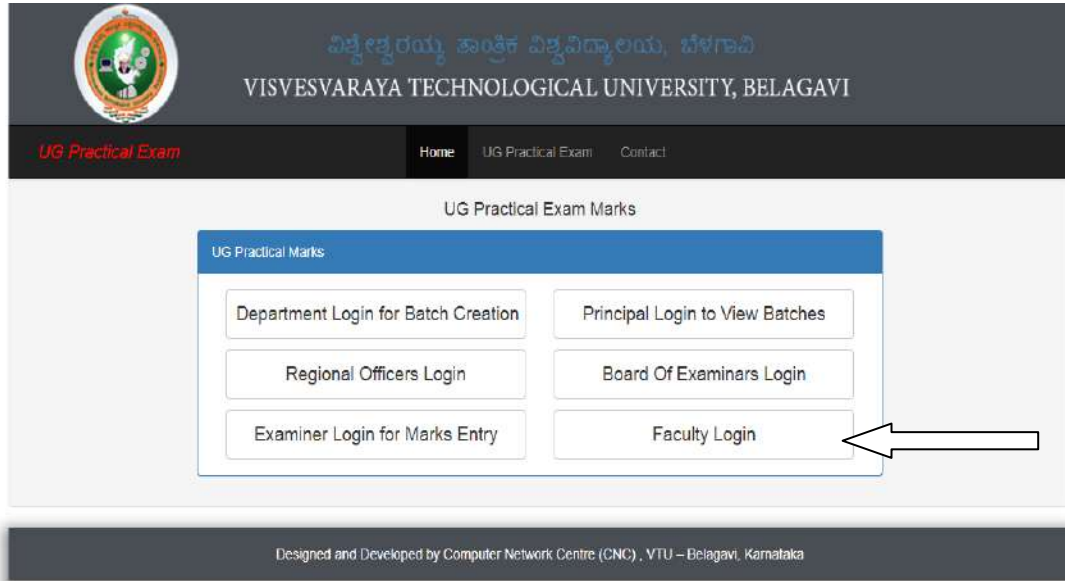 ವಿಶ್ವೇಶ್ವರಯ್ಯ ತಾಂತ್ರಿಕ ವಿಶ್ವವಿದ್ಯಾಲಯ, ಬೆಳಗಾವಿ
VISVESVARAYA TECHNOLOGICAL UNIVERSITY, BELAGAVI
UG Practical Exam
Home UG Practical Exam Contact
UG Practical Exam Marks
UG Practical Marks
Department Login for Batch Creation Principal Login to View Batches
Regional Officers Login Board Of Examinars Login
Examiner Login for Marks Entry Faculty Login
Designed and Developed by Computer Network Centre (CNC) , VTU – Belagavi, Karnataka